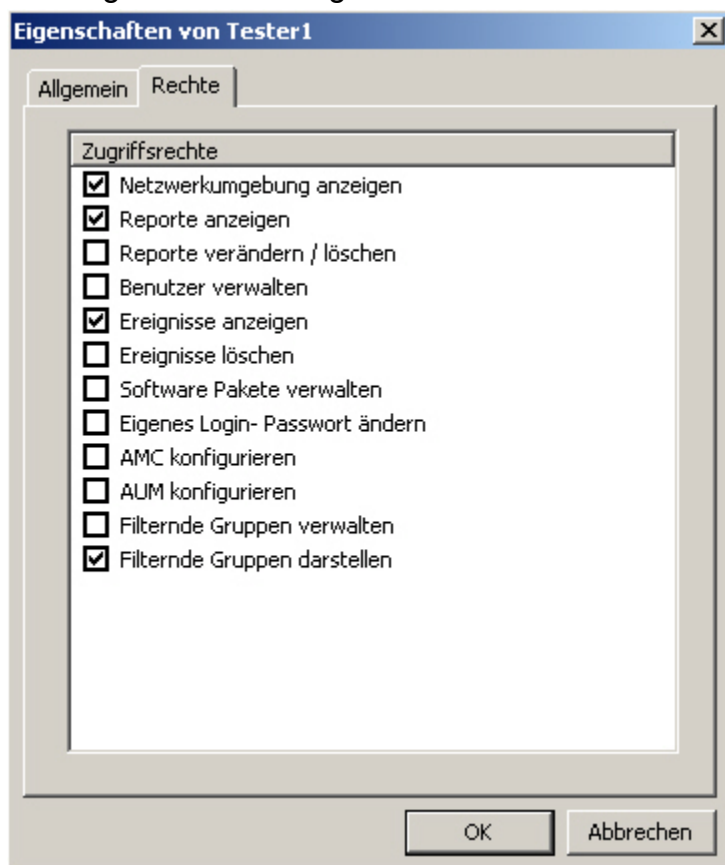 Eigenschaften von Tester1
Allgemein Rechte
Zugriffsrechte
Netzwerkumgebung anzeigen
Reporte anzeigen
Reporte verändern / löschen
Benutzer verwalten
Ereignisse anzeigen
Ereignisse löschen
Software Pakete verwalten
Eigenes Login- Passwort ändern
AMC konfigurieren
AUM konfigurieren
Filternde Gruppen verwalten
Filternde Gruppen darstellen
OK Abbrechen